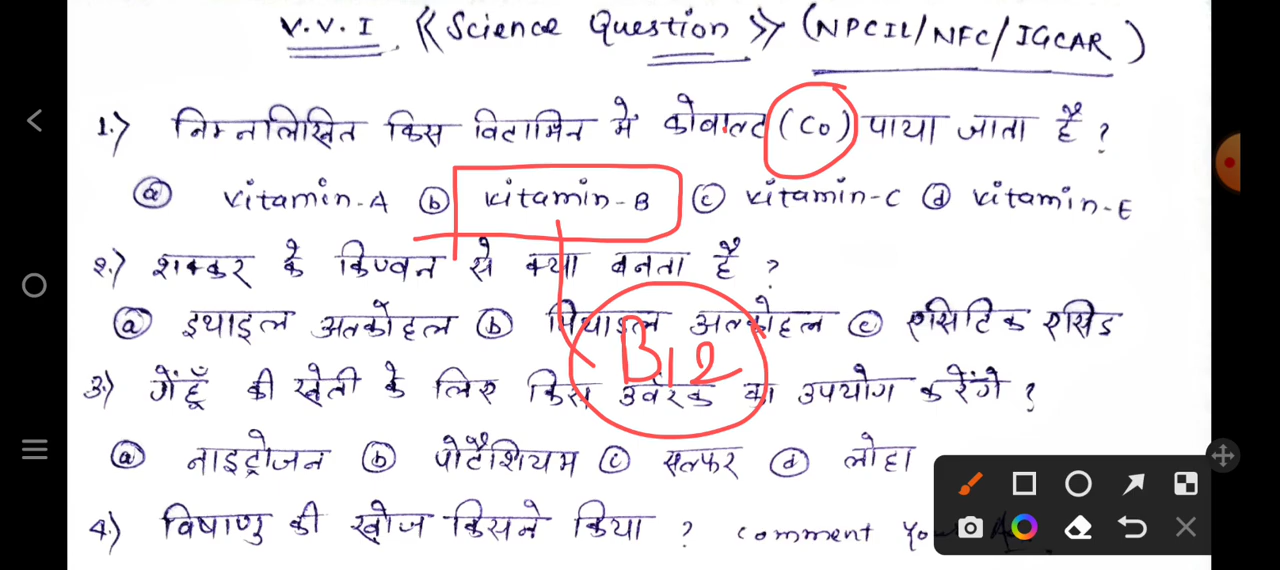 V.V.I. << Science Question >> (NPCIL/NFC/IGCAR)
1.) निम्नलिखित किस विटामिन में कोबाल्ट (Co) पाया जाता है ?
(a) Vitamin-A (b) Vitamin-B (c) Vitamin-C (d) Vitamin-E
२.) शक्कर के किण्वन से क्या बनता है ?
(a) इथाइल अल्कोहल (b) मिथाइल अल्कोहल (c) एसिटिक एसिड
B12
३.) गेंहूँ की खेती के लिए किस उर्वरक का उपयोग करेंगे ?
(a) नाइट्रोजन (b) पोटैशियम (c) सल्फर (d) लोहा
4.) विषाणु की खोज किसने किया ? comment